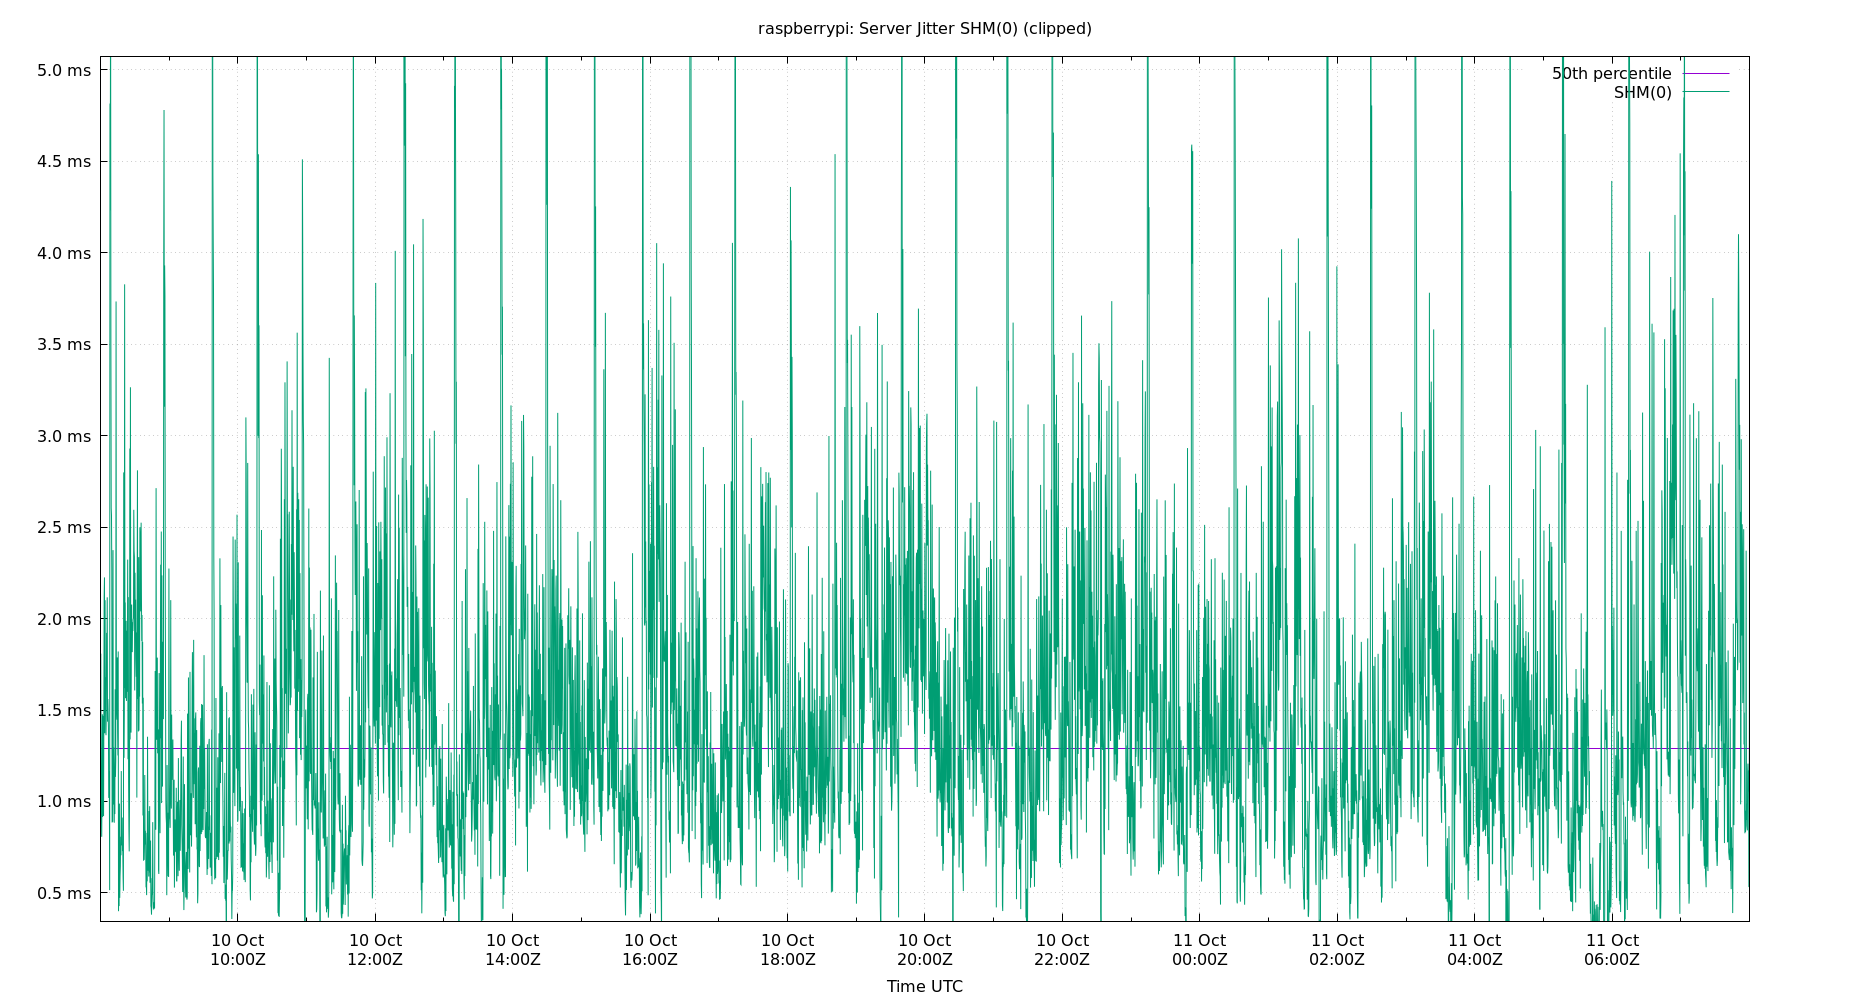 raspberrypi: Server Jitter SHM(0) (clipped)
50th percentile
SHM(0)
5.0 ms
4.5 ms
4.0 ms
3.5 ms
3.0 ms
2.5 ms
2.0 ms
1.5 ms
1.0 ms
0.5 ms
10 Oct 10 Oct 10 Oct 10 Oct 10 Oct 10 Oct 10 Oct 11 Oct 11 Oct 11 Oct 11 Oct
10:00Z 12:00Z 14:00Z 16:00Z 18:00Z 20:00Z 22:00Z 00:00Z 02:00Z 04:00Z 06:00Z
Time UTC